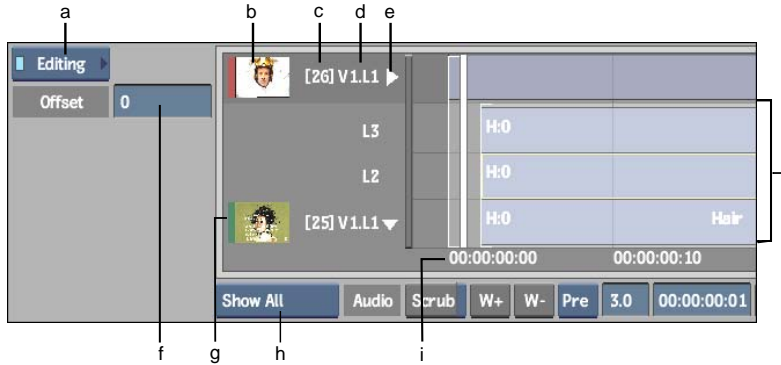 a b c d e
Editing
[26] V1.L1
Offset 0
L3 H:0
L2 H:0
g [25] V1.L1 H:0 Hair
00:00:00:00 00:00:00:10
Show All Audio Scrub W+ W- Pre 3.0 00:00:00:01
f g h i